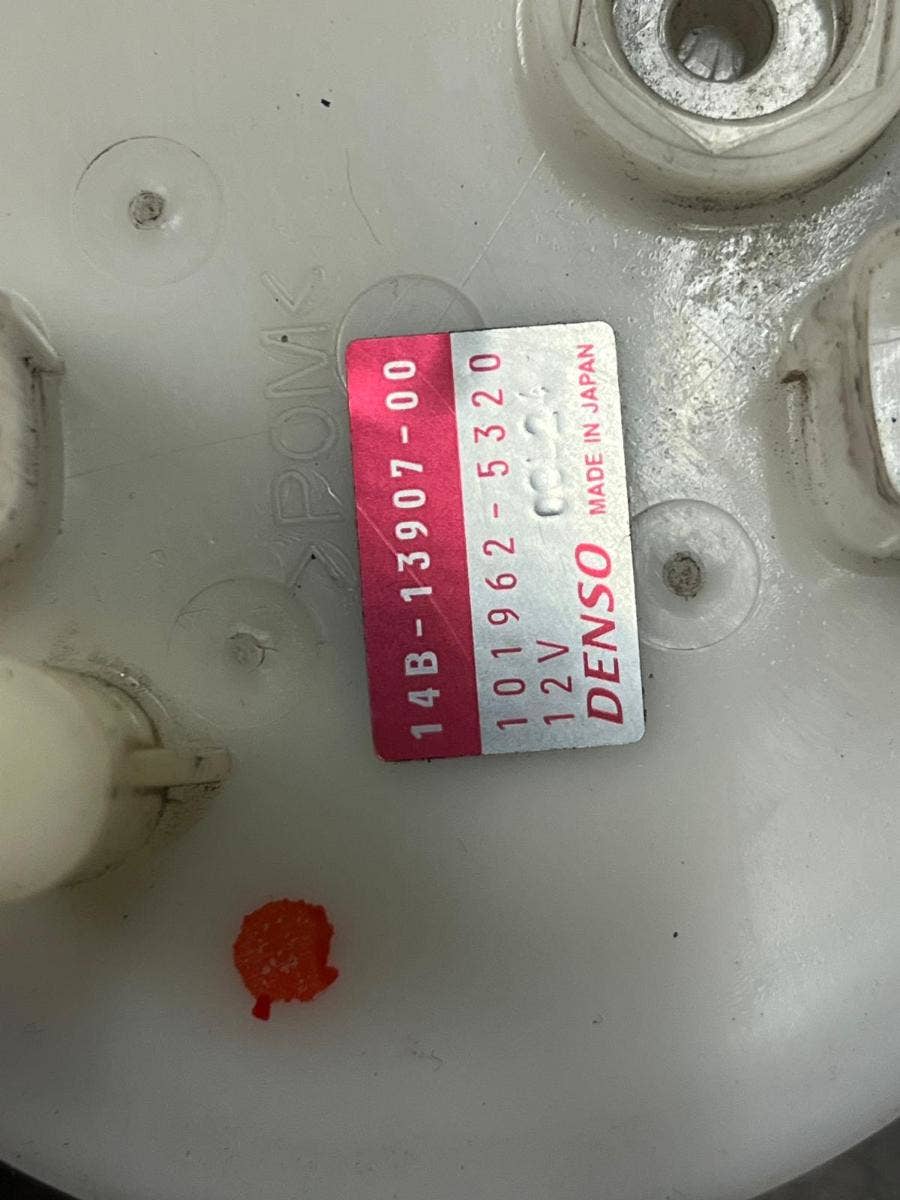 >POM<
14B-13907-00
101962-5320
12V
DENSO MADE IN JAPAN